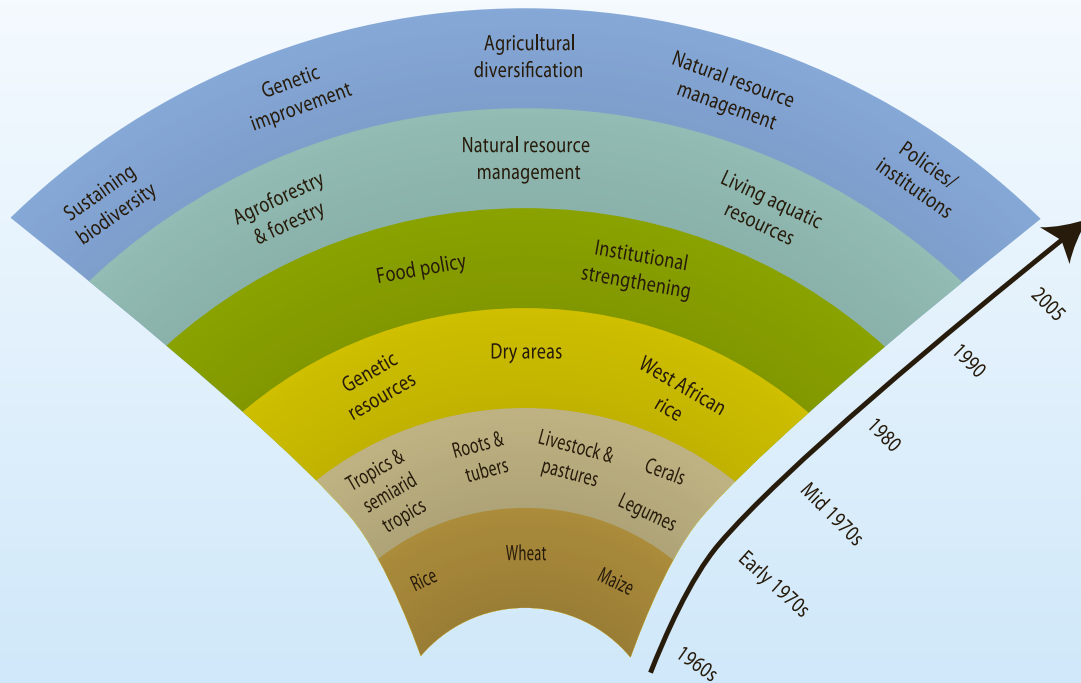 Agricultural
diversification
Genetic
improvement
Natural resource
management
Sustaining
biodiversity
Policies/
institutions
Natural resource
management
Agroforestry
& forestry
Living aquatic
resources
Food policy
Institutional
strengthening
Genetic
resources
Dry areas
West African
rice
Tropics &
semiarid
tropics
Roots &
tubers
Livestock &
pastures
Cerals
Legumes
Rice
Wheat
Maize
2005
1990
1980
Mid 1970s
Early 1970s
1960s